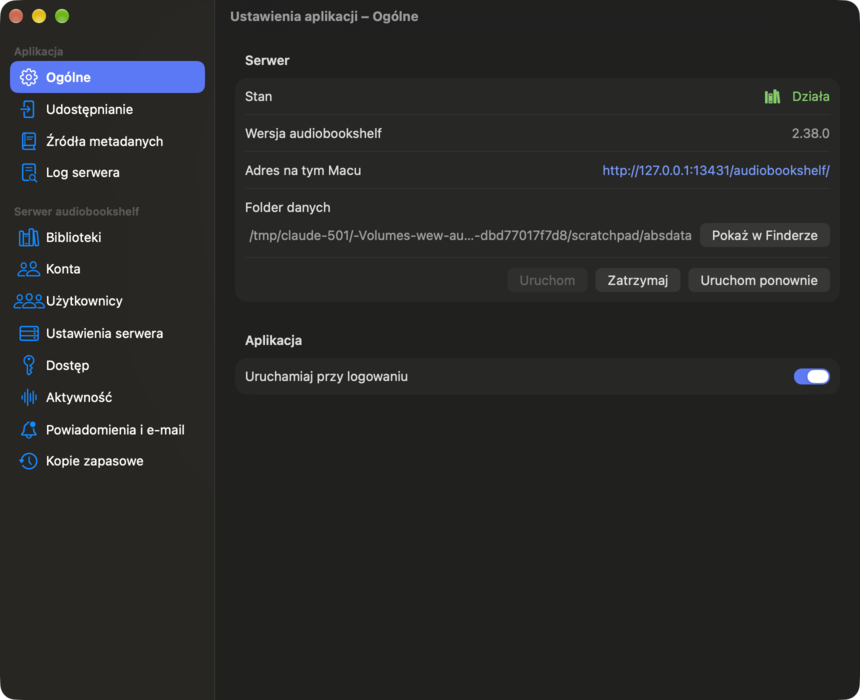 Ustawienia aplikacji – Ogólne
Aplikacja
Ogólne
Udostępnianie
Źródła metadanych
Log serwera
Serwer audiobookshelf
Biblioteki
Konta
Użytkownicy
Ustawienia serwera
Dostęp
Aktywność
Powiadomienia i e-mail
Kopie zapasowe
Serwer
Stan Działa
Wersja audiobookshelf 2.38.0
Adres na tym Macu http://127.0.0.1:13431/audiobookshelf/
Folder danych
/tmp/claude-501/-Volumes-wew-au...-dbd77017f7d8/scratchpad/absdata Pokaż w Finderze
Uruchom Zatrzymaj Uruchom ponownie
Aplikacja
Uruchamiaj przy logowaniu